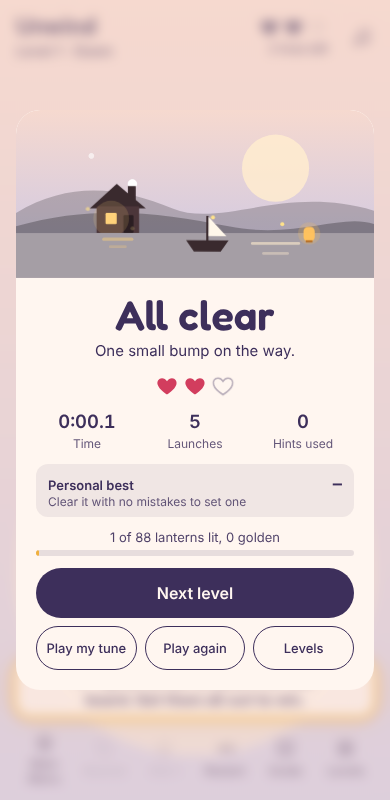 Unwind
All clear
One small bump on the way.
0:00.1 5 0
Time Launches Hints used
Personal best –
Clear it with no mistakes to set one
1 of 88 lanterns lit, 0 golden
Next level
Play my tune Play again Levels